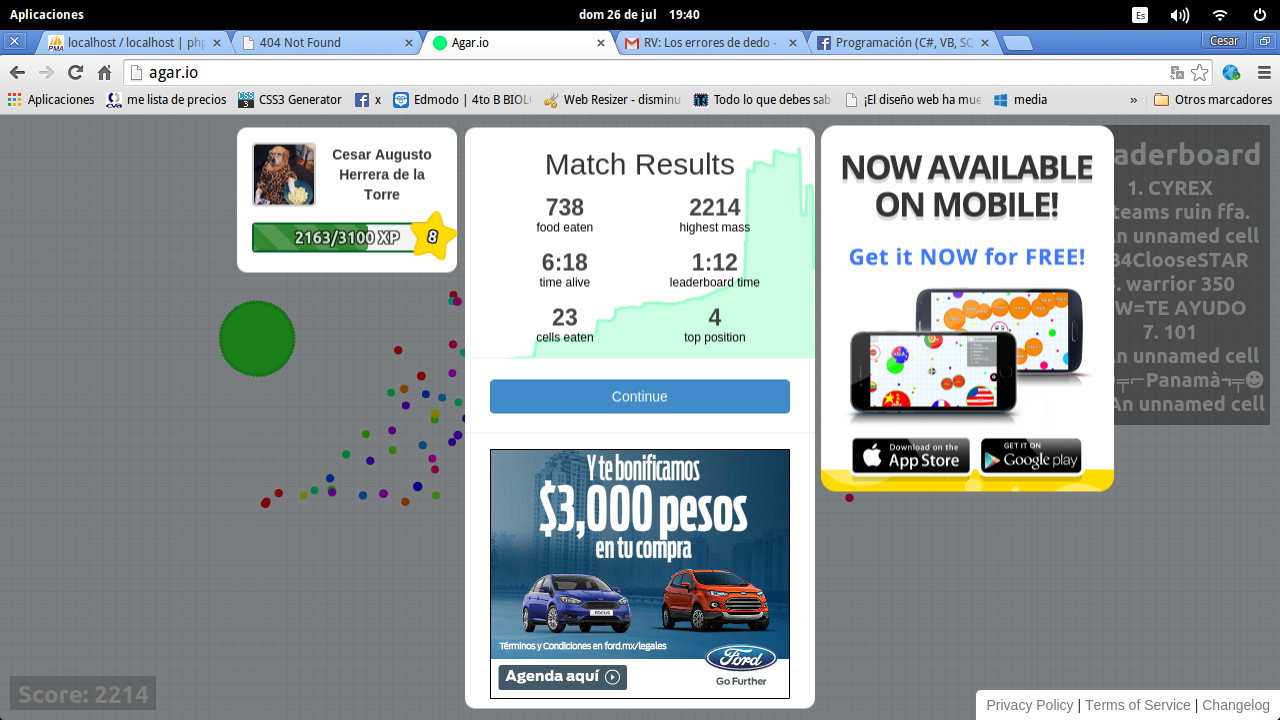 Aplicaciones
dom 26 de jul 19:40
Es
localhost / localhost | php
404 Not Found
Agar.io
RV: Los errores de dedo -
Programación (C#, VB, SQ
Cesar
agar.io
Aplicaciones
me lista de precios
CSS3 Generator
x
Edmodo | 4to B BIOL
Web Resizer - disminu
Todo lo que debes sab
¡El diseño web ha mue
media
»
Otros marcadores
Cesar Augusto
Herrera de la
Torre
2163/3100 XP
8
Match Results
738
food eaten
2214
highest mass
6:18
time alive
1:12
leaderboard time
23
cells eaten
4
top position
Continue
Y te bonificamos
$3,000 pesos
en tu compra
FOCUS
Términos y Condiciones en ford.mx/legales
Agenda aquí
Ford
Go Further
NOW AVAILABLE
ON MOBILE!
Get it NOW for FREE!
Download on the
App Store
GET IT ON
Google play
aderboard
1. CYREX
teams ruin ffa.
An unnamed cell
34ClooseSTAR
. warrior 350
W=TE AYUDO
7. 101
An unnamed cell
Panamà
An unnamed cell
Score: 2214
Privacy Policy | Terms of Service | Changelog